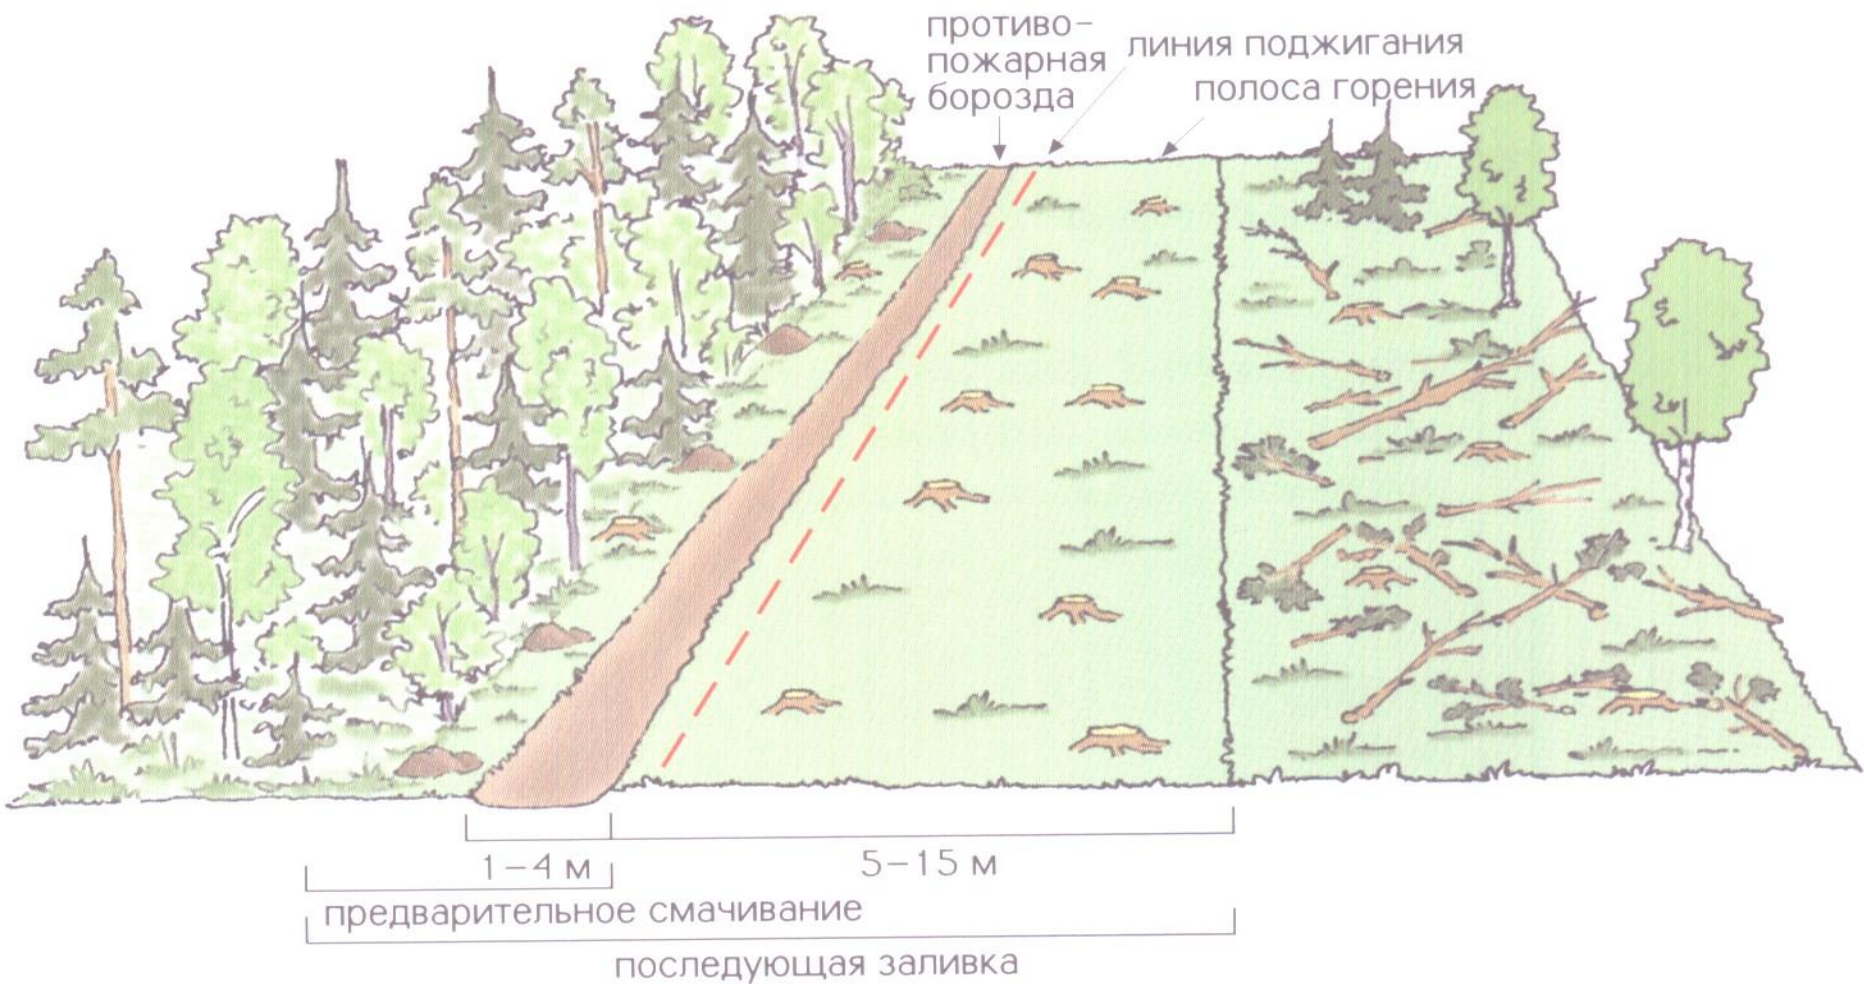 противо-
пожарная
борозда
линия поджигания
полоса горения
1-4 м
5-15 м
предварительное смачивание
последующая заливка